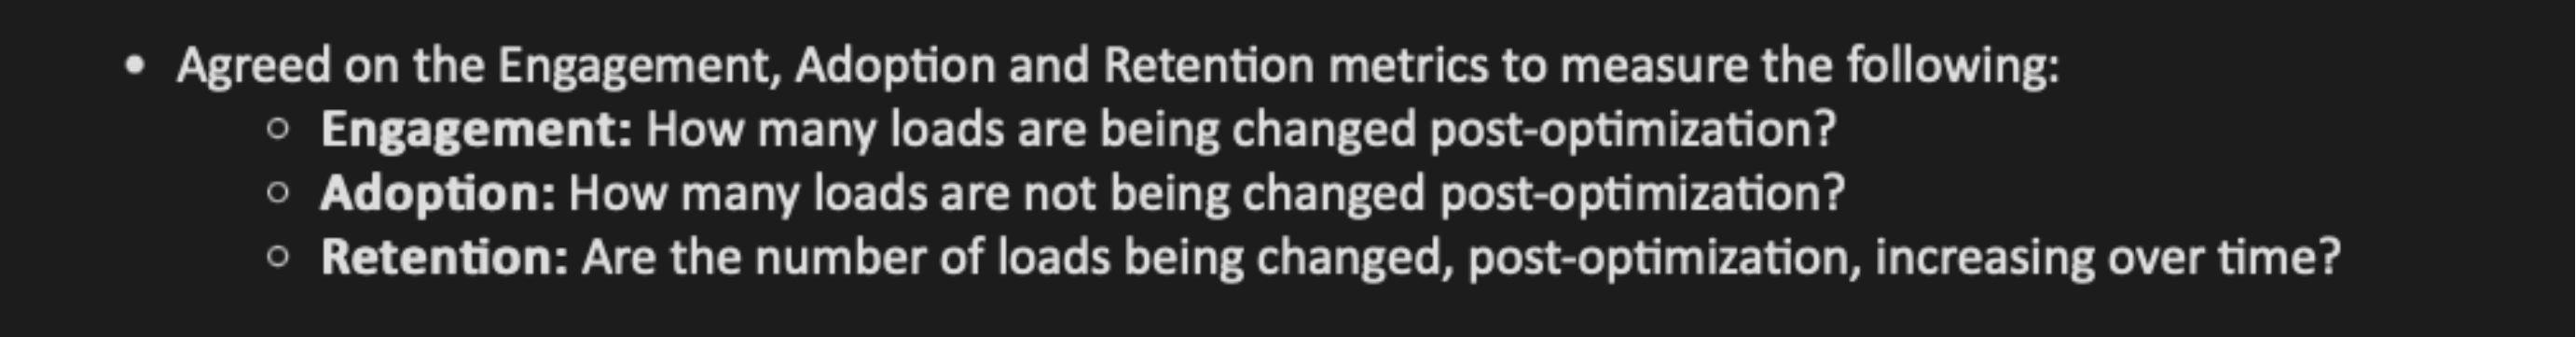 • Agreed on the Engagement, Adoption and Retention metrics to measure the following:
○ Engagement: How many loads are being changed post-optimization?
○ Adoption: How many loads are not being changed post-optimization?
○ Retention: Are the number of loads being changed, post-optimization, increasing over time?